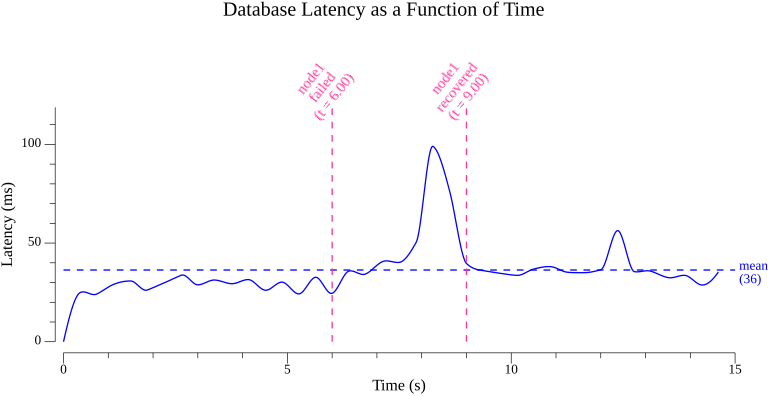 Database Latency as a Function of Time
node1
failed
(t = 6.00)
node1
recovered
(t = 9.00)
100
50
0
Latency (ms)
mean
(36)
0
5
10
15
Time (s)